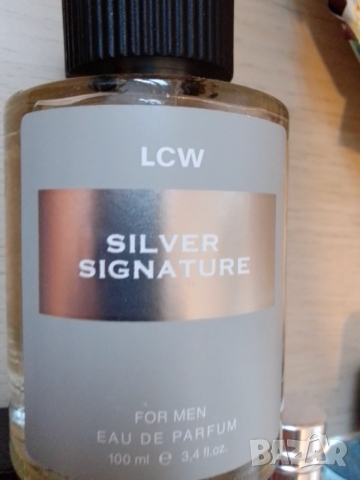 LCW
SILVER
SIGNATURE
FOR MEN
EAU DE PARFUM
100 ml e 3,4 fl.oz.
BAZAR